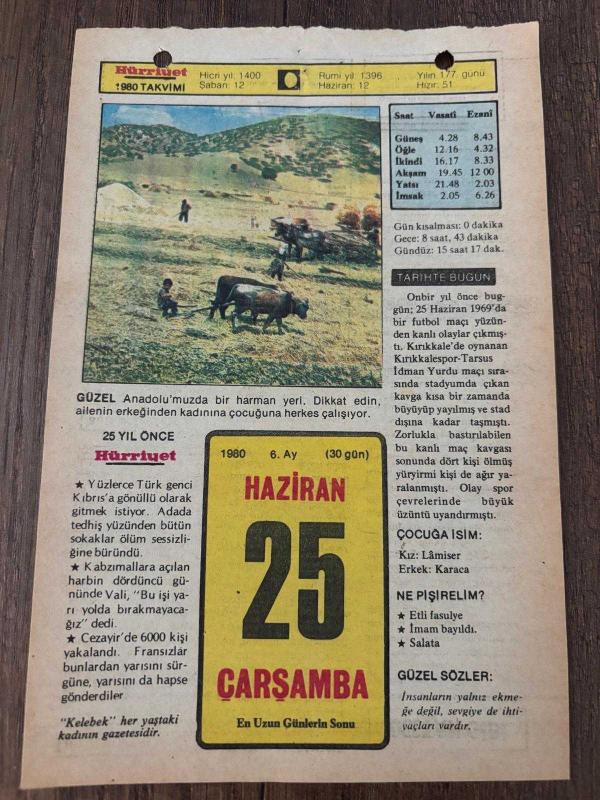 Hürriyet
1980 TAKVİMİ
Hicri yıl: 1400
Şaban: 12
Rumi yıl 1396
Haziran: 12
Yılın 177. günü
Hızır: 51
Saat Vasatî Ezanî
Güneş 4.28 8.43
Öğle 12.16 4.32
İkindi 16.17 8.33
Akşam 19.45 12 00
Yatsı 21.48 2.03
İmsak 2.05 6.26
Gün kısalması: 0 dakika
Gece: 8 saat, 43 dakika
Gündüz: 15 saat 17 dak.
TARİHTE BUGÜN
Onbir yıl önce bug-
gün; 25 Haziran 1969'da
bir futbol maçı yüzün-
den kanlı olaylar çıkmış-
tı. Kırıkkale'de oynanan
Kırıkkalespor-Tarsus
İdman Yurdu maçı sıra-
sında stadyumda çıkan
kavga kısa bir zamanda
büyüyüp yayılmış ve stad
dışına kadar taşmıştı.
Zorlukla bastırılabilen
bu kanlı maç kavgası
sonunda dört kişi ölmüş
yüryirmi kişi de ağır ya-
ralanmıştı. Olay spor
çevrelerinde büyük
üzüntü uyandırmıştı.
ÇOCUĞA İSİM:
Kız: Lâmiser
Erkek: Karaca
NE PİŞİRELİM?
★ Etli fasulye
★ İmam bayıldı.
★ Salata
GÜZEL SÖZLER:
İnsanların yalnız ekme-
ğe değil, sevgiye de ihti-
yaçları vardır.
GÜZEL Anadolu'muzda bir harman yeri. Dikkat edin,
ailenin erkeğinden kadınına çocuğuna herkes çalışıyor.
25 YIL ÖNCE
Hürriyet
★ Yüzlerce Türk genci
Kıbrıs'a gönüllü olarak
gitmek istiyor. Adada
tedhiş yüzünden bütün
sokaklar ölüm sessizli-
ğine büründü.
★ Kabzımallara açılan
harbin dördüncü gü-
nünde Vali, "Bu işi ya-
rı yolda bırakmayaca-
ğız" dedi.
★ Cezayir'de 6000 kişi
yakalandı. Fransızlar
bunlardan yarısını sür-
güne, yarısını da hapse
gönderdiler
"Kelebek" her yaştaki
kadının gazetesidir.
1980 6. Ay (30 gün)
HAZİRAN
25
ÇARŞAMBA
En Uzun Günlerin Sonu